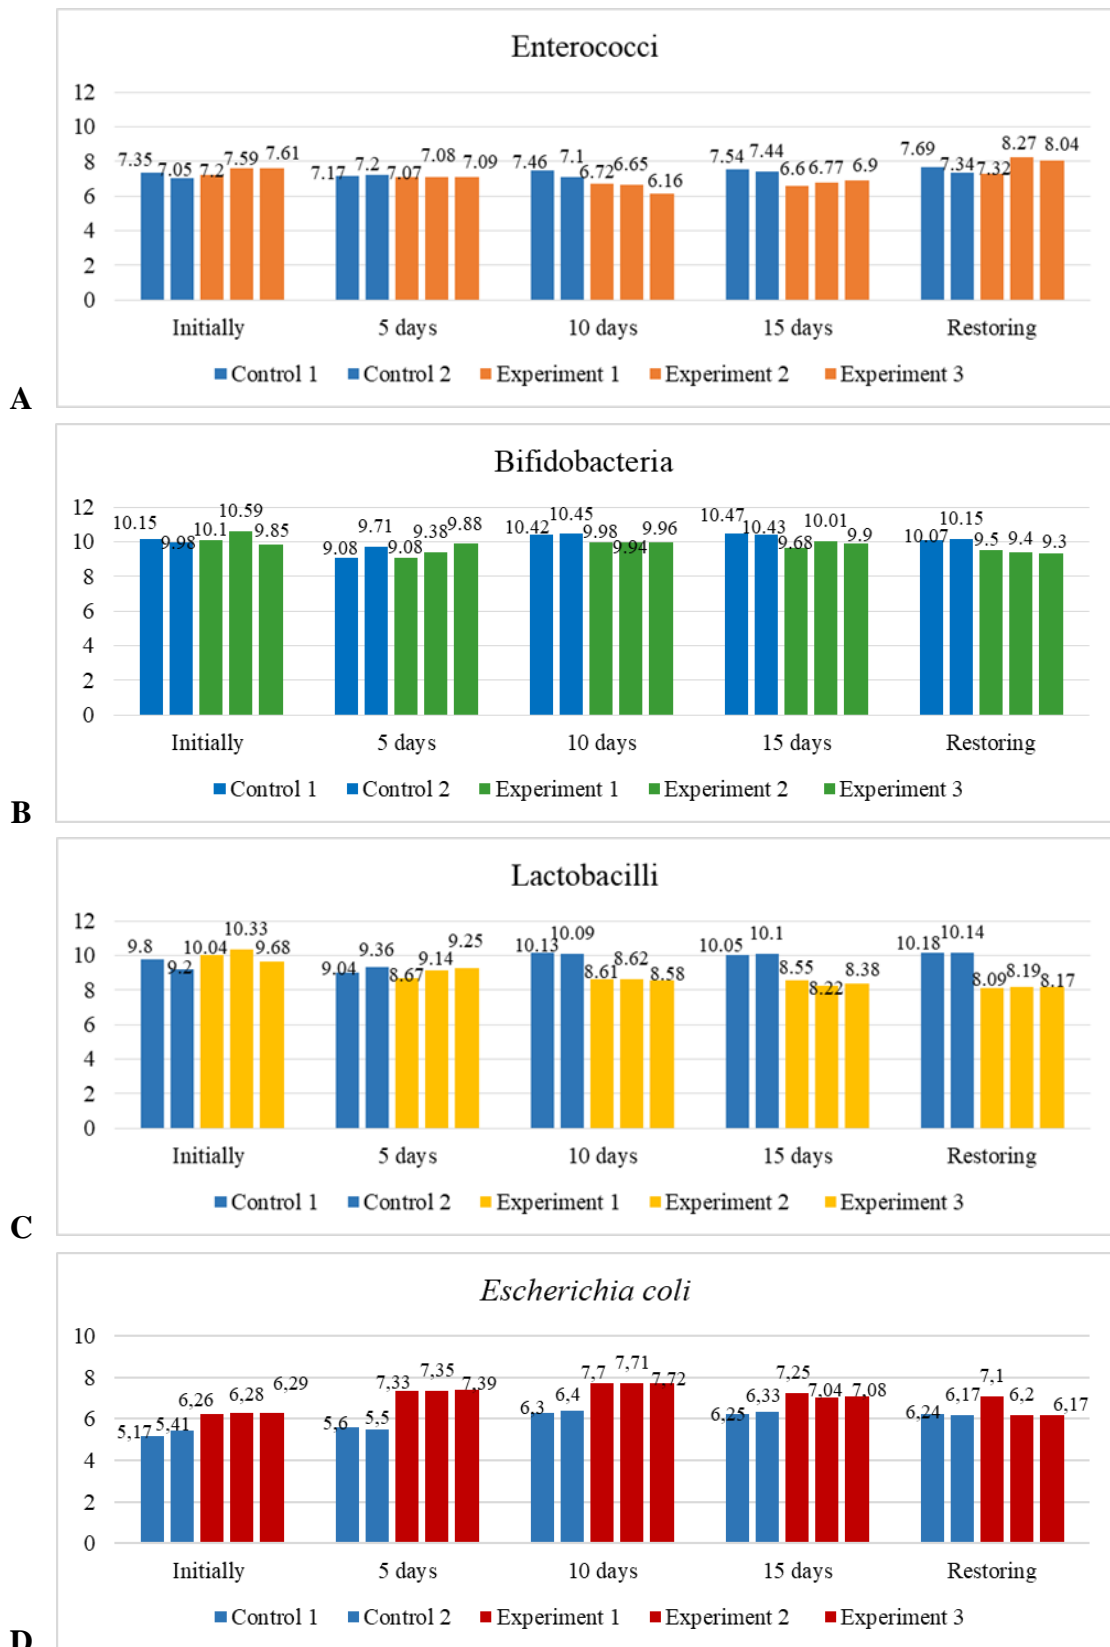 Enterococci
12
10
8
6
4
2
0
7.35 7.05 7.2 7.59 7.61
7.17 7.2 7.07 7.08 7.09
7.46 7.1 6.72 6.65 6.16
7.54 7.44 6.6 6.77 6.9
7.69 7.34 7.32 8.27 8.04
Initially 5 days 10 days 15 days Restoring
Control 1 Control 2 Experiment 1 Experiment 2 Experiment 3
A
Bifidobacteria
12
10
8
6
4
2
0
10.15 9.98 10.1 10.59 9.85
9.08 9.71 9.08 9.38 9.88
10.42 10.45 9.98 9.94 9.96
10.47 10.43 9.68 10.01 9.9
10.07 10.15 9.5 9.4 9.3
Initially 5 days 10 days 15 days Restoring
Control 1 Control 2 Experiment 1 Experiment 2 Experiment 3
B
Lactobacilli
12
10
8
6
4
2
0
9.8 9.2 10.04 10.33 9.68
9.04 9.36 8.67 9.14 9.25
10.13 10.09 8.61 8.62 8.58
10.05 10.1 8.55 8.22 8.38
10.18 10.14 8.09 8.19 8.17
Initially 5 days 10 days 15 days Restoring
Control 1 Control 2 Experiment 1 Experiment 2 Experiment 3
C
Escherichia coli
10
8
6
4
2
0
5,17 5,41 6,26 6,28 6,29
5,6 5,5 7,33 7,35 7,39
6,3 6,4 7,7 7,71 7,72
6,25 6,33 7,25 7,04 7,08
6,24 6,17 7,1 6,2 6,17
Initially 5 days 10 days 15 days Restoring
Control 1 Control 2 Experiment 1 Experiment 2 Experiment 3
D